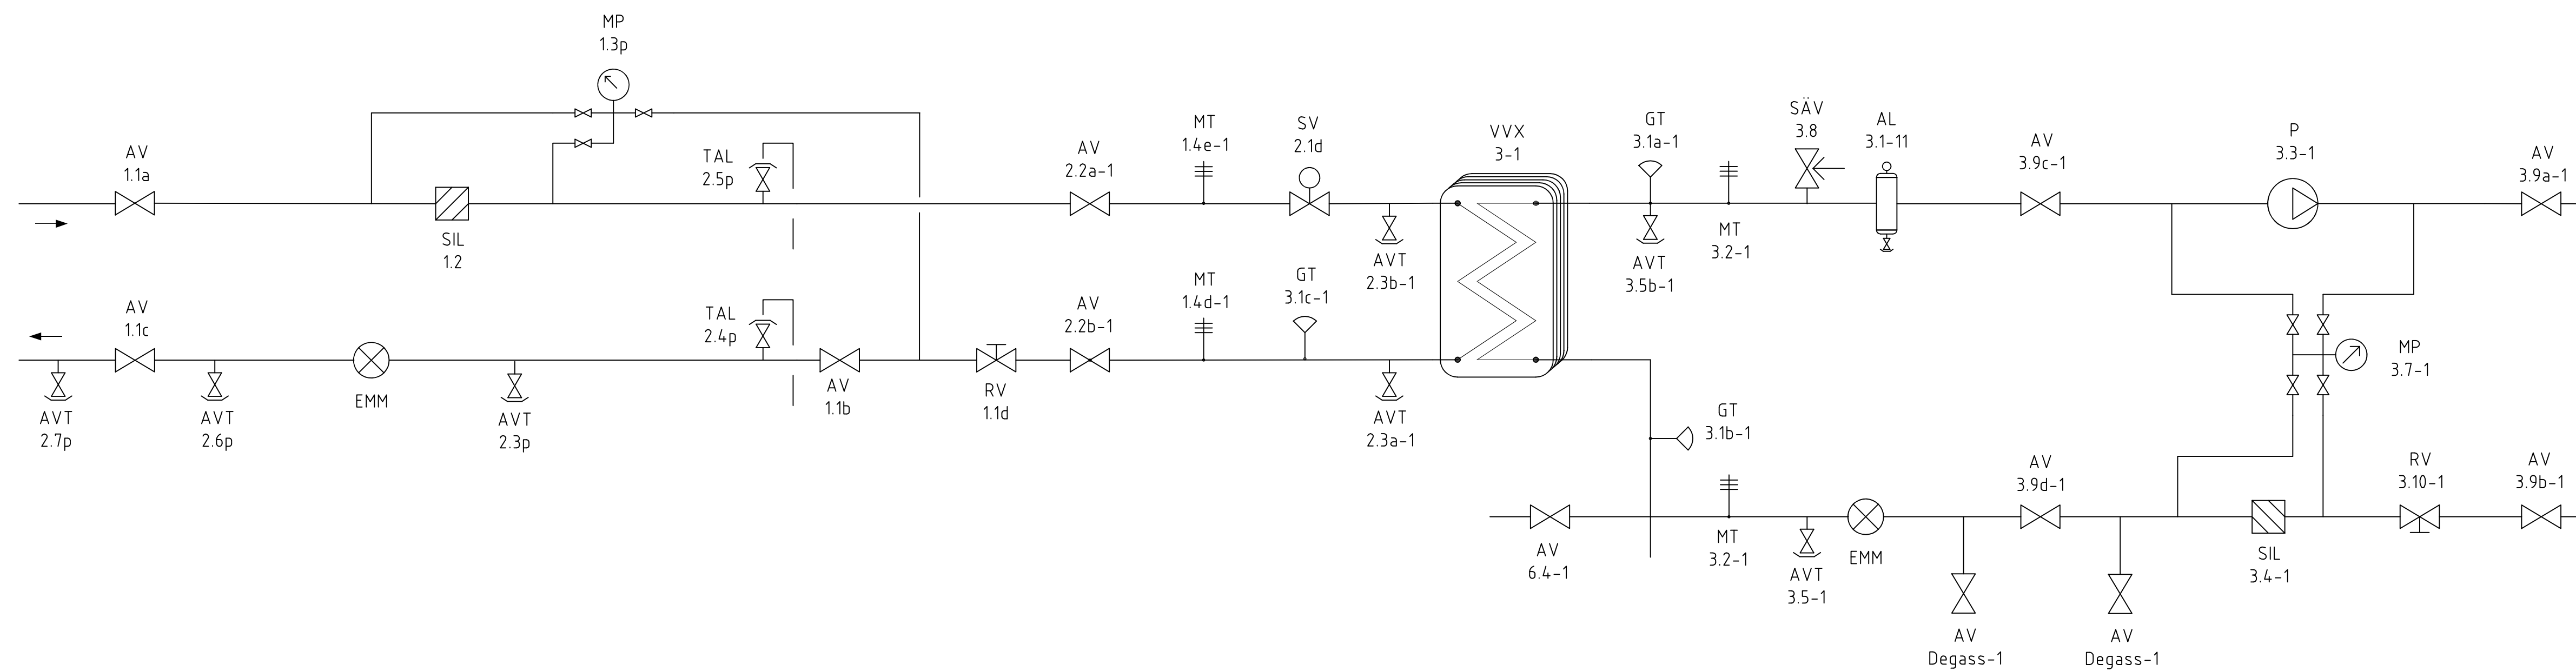 MP
1.3p
AV
1.1a
SIL
1.2
TAL
2.5p
AV
2.2a-1
MT
1.4e-1
SV
2.1d
AVT
2.3b-1
VVX
3-1
GT
3.1a-1
AVT
3.5b-1
MT
3.2-1
SÄV
3.8
AL
3.1-11
AV
3.9c-1
P
3.3-1
AV
3.9a-1
AV
1.1c
AVT
2.7p
AVT
2.6p
EMM
AVT
2.3p
TAL
2.4p
AV
1.1b
RV
1.1d
AV
2.2b-1
MT
1.4d-1
GT
3.1c-1
AVT
2.3a-1
MP
3.7-1
GT
3.1b-1
AV
6.4-1
MT
3.2-1
AVT
3.5-1
EMM
AV
Degass-1
AV
3.9d-1
AV
Degass-1
SIL
3.4-1
RV
3.10-1
AV
3.9b-1